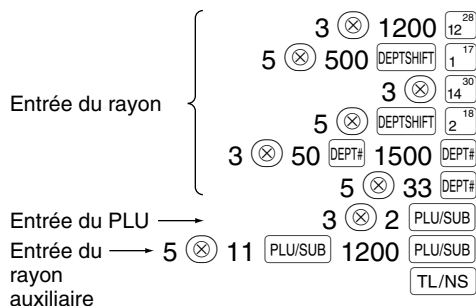 3 ⊗ 1200 12 28
5 ⊗ 500 DEPTSHIFT 1 17
3 ⊗ 14 30
Entrée du rayon
5 ⊗ DEPTSHIFT 2 18
3 ⊗ 50 DEPT# 1500 DEPT#
5 ⊗ 33 DEPT#
Entrée du PLU → 3 ⊗ 2 PLU/SUB
Entrée du → 5 ⊗ 11 PLU/SUB 1200 PLU/SUB
rayon TL/NS
auxiliaire